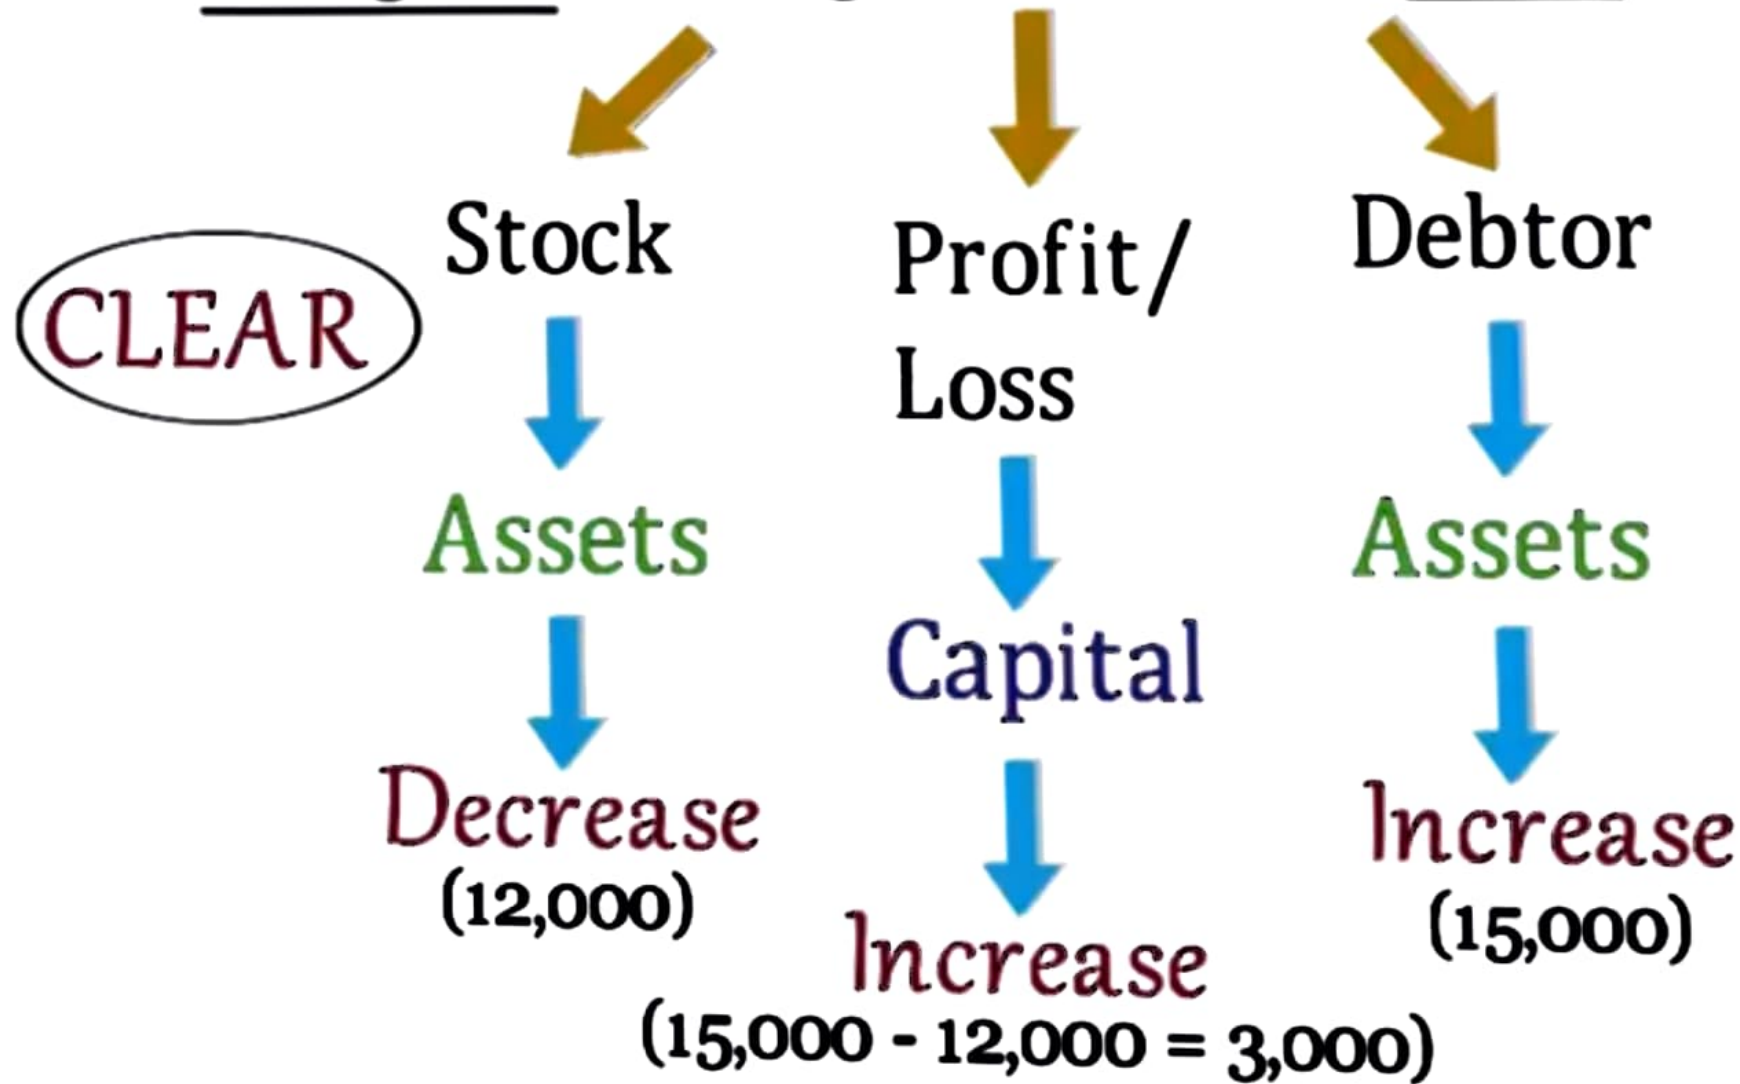 Stock
Profit/
Loss
Debtor
CLEAR
Assets
Capital
Assets
Decrease
(12,000)
Increase
(15,000 - 12,000 = 3,000)
Increase
(15,000)